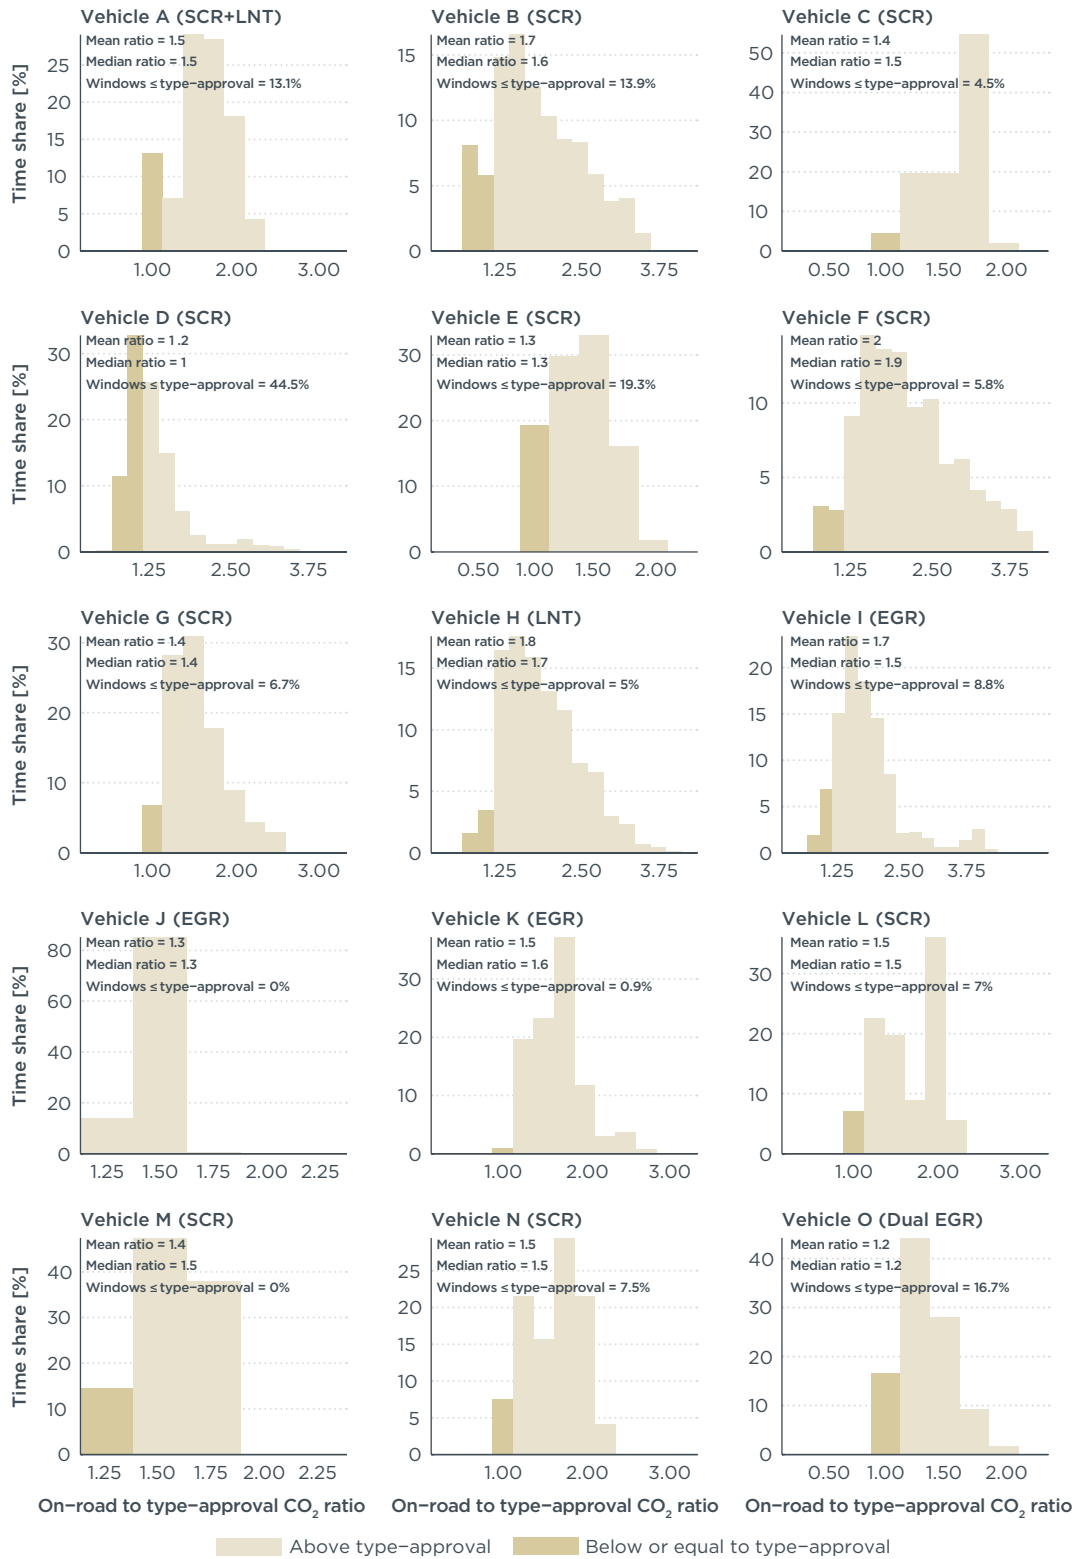 Vehicle A (SCR+LNT)
Mean ratio = 1.5
Median ratio = 1.5
Windows ≤ type−approval = 13.1%
Time share [%]
25
20
15
10
5
0
1.00 2.00 3.00
Vehicle B (SCR)
Mean ratio = 1.7
Median ratio = 1.6
Windows ≤ type−approval = 13.9%
15
10
5
0
1.25 2.50 3.75
Vehicle C (SCR)
Mean ratio = 1.4
Median ratio = 1.5
Windows ≤ type−approval = 4.5%
50
40
30
20
10
0
0.50 1.00 1.50 2.00
Vehicle D (SCR)
Mean ratio = 1.2
Median ratio = 1
Windows ≤ type−approval = 44.5%
Time share [%]
30
20
10
0
1.25 2.50 3.75
Vehicle E (SCR)
Mean ratio = 1.3
Median ratio = 1.3
Windows ≤ type−approval = 19.3%
30
20
10
0
0.50 1.00 1.50 2.00
Vehicle F (SCR)
Mean ratio = 2
Median ratio = 1.9
Windows ≤ type−approval = 5.8%
10
5
0
1.25 2.50 3.75
Vehicle G (SCR)
Mean ratio = 1.4
Median ratio = 1.4
Windows ≤ type−approval = 6.7%
Time share [%]
30
20
10
0
1.00 2.00 3.00
Vehicle H (LNT)
Mean ratio = 1.8
Median ratio = 1.7
Windows ≤ type−approval = 5%
15
10
5
0
1.25 2.50 3.75
Vehicle I (EGR)
Mean ratio = 1.7
Median ratio = 1.5
Windows ≤ type−approval = 8.8%
20
15
10
5
0
1.25 2.50 3.75
Vehicle J (EGR)
Mean ratio = 1.3
Median ratio = 1.3
Windows ≤ type−approval = 0%
Time share [%]
80
60
40
20
0
1.25 1.50 1.75 2.00 2.25
Vehicle K (EGR)
Mean ratio = 1.5
Median ratio = 1.6
Windows ≤ type−approval = 0.9%
30
20
10
0
1.00 2.00 3.00
Vehicle L (SCR)
Mean ratio = 1.5
Median ratio = 1.5
Windows ≤ type−approval = 7%
30
20
10
0
1.00 2.00 3.00
Vehicle M (SCR)
Mean ratio = 1.4
Median ratio = 1.5
Windows ≤ type−approval = 0%
Time share [%]
40
30
20
10
0
1.25 1.50 1.75 2.00 2.25
On−road to type−approval CO₂ ratio
Vehicle N (SCR)
Mean ratio = 1.5
Median ratio = 1.5
Windows ≤ type−approval = 7.5%
25
20
15
10
5
0
1.00 2.00 3.00
On−road to type−approval CO₂ ratio
Vehicle O (Dual EGR)
Mean ratio = 1.2
Median ratio = 1.2
Windows ≤ type−approval = 16.7%
40
30
20
10
0
0.50 1.00 1.50 2.00
On−road to type−approval CO₂ ratio
Above type−approval
Below or equal to type−approval